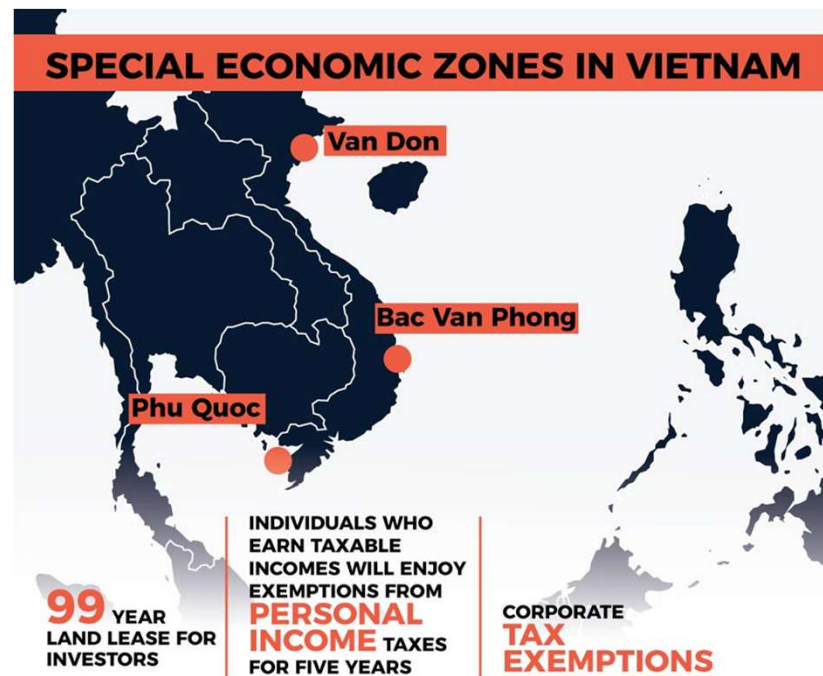 SPECIAL ECONOMIC ZONES IN VIETNAM
Van Don
Bac Van Phong
Phu Quoc
99 YEAR
LAND LEASE FOR
INVESTORS
INDIVIDUALS WHO
EARN TAXABLE
INCOMES WILL ENJOY
EXEMPTIONS FROM
PERSONAL
INCOME TAXES
FOR FIVE YEARS
CORPORATE
TAX
EXEMPTIONS